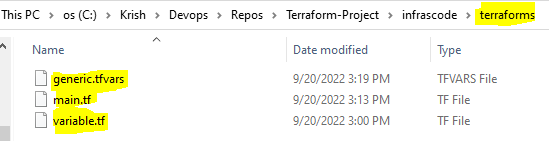 This PC > os (C:) > Krish > Devops > Repos > Terraform-Project > infrascode > terraforms
Name Date modified Type
generic.tfvars 9/20/2022 3:19 PM TFVARS File
main.tf 9/20/2022 3:13 PM TF File
variable.tf 9/20/2022 3:00 PM TF File